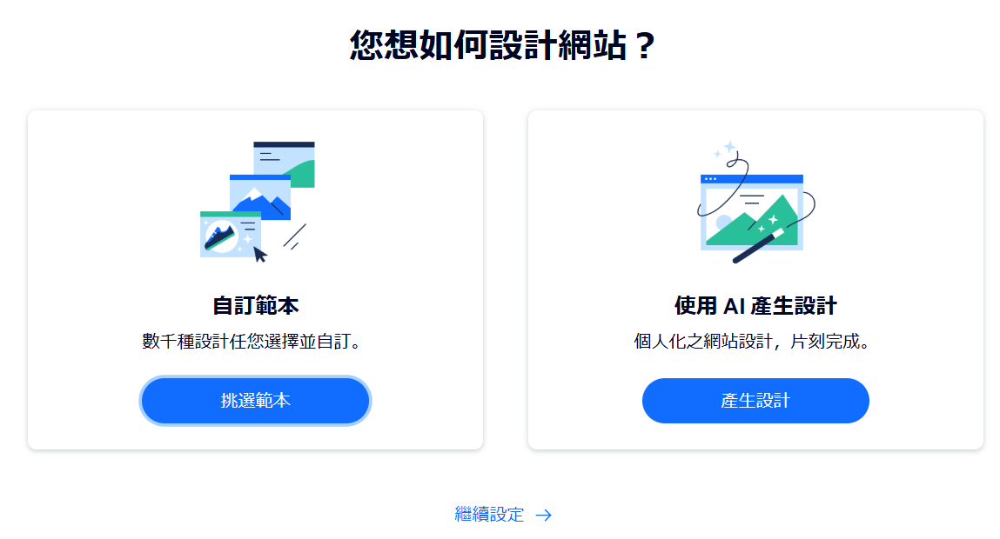 您想如何設計網站？
自訂範本
數千種設計任您選擇並自訂。
挑選範本
使用 AI 產生設計
個人化之網站設計，片刻完成。
產生設計
繼續設定 →